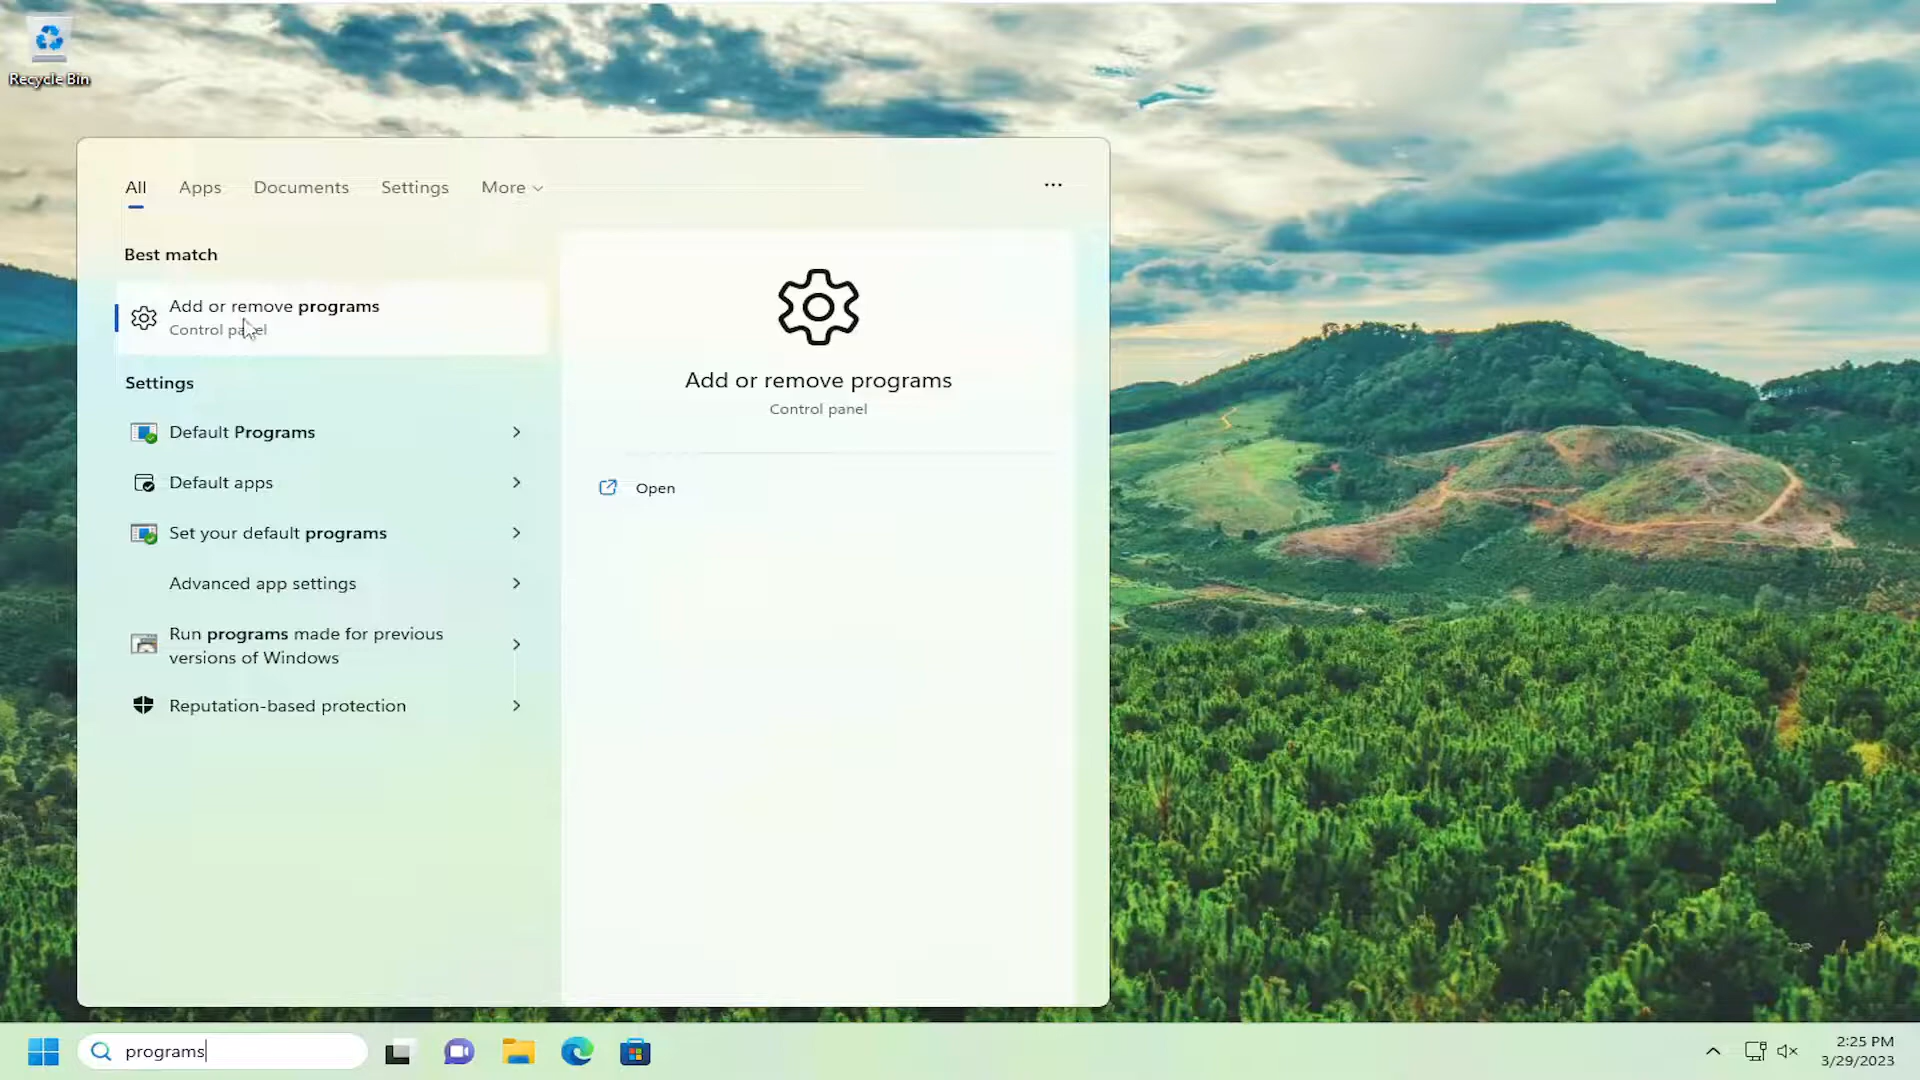 Recycle Bin
All Apps Documents Settings More
Best match
Add or remove programs
Control panel
Settings
Default Programs
Default apps
Set your default programs
Advanced app settings
Run programs made for previous
versions of Windows
Reputation-based protection
Add or remove programs
Control panel
Open
programs
2:25 PM
3/29/2023